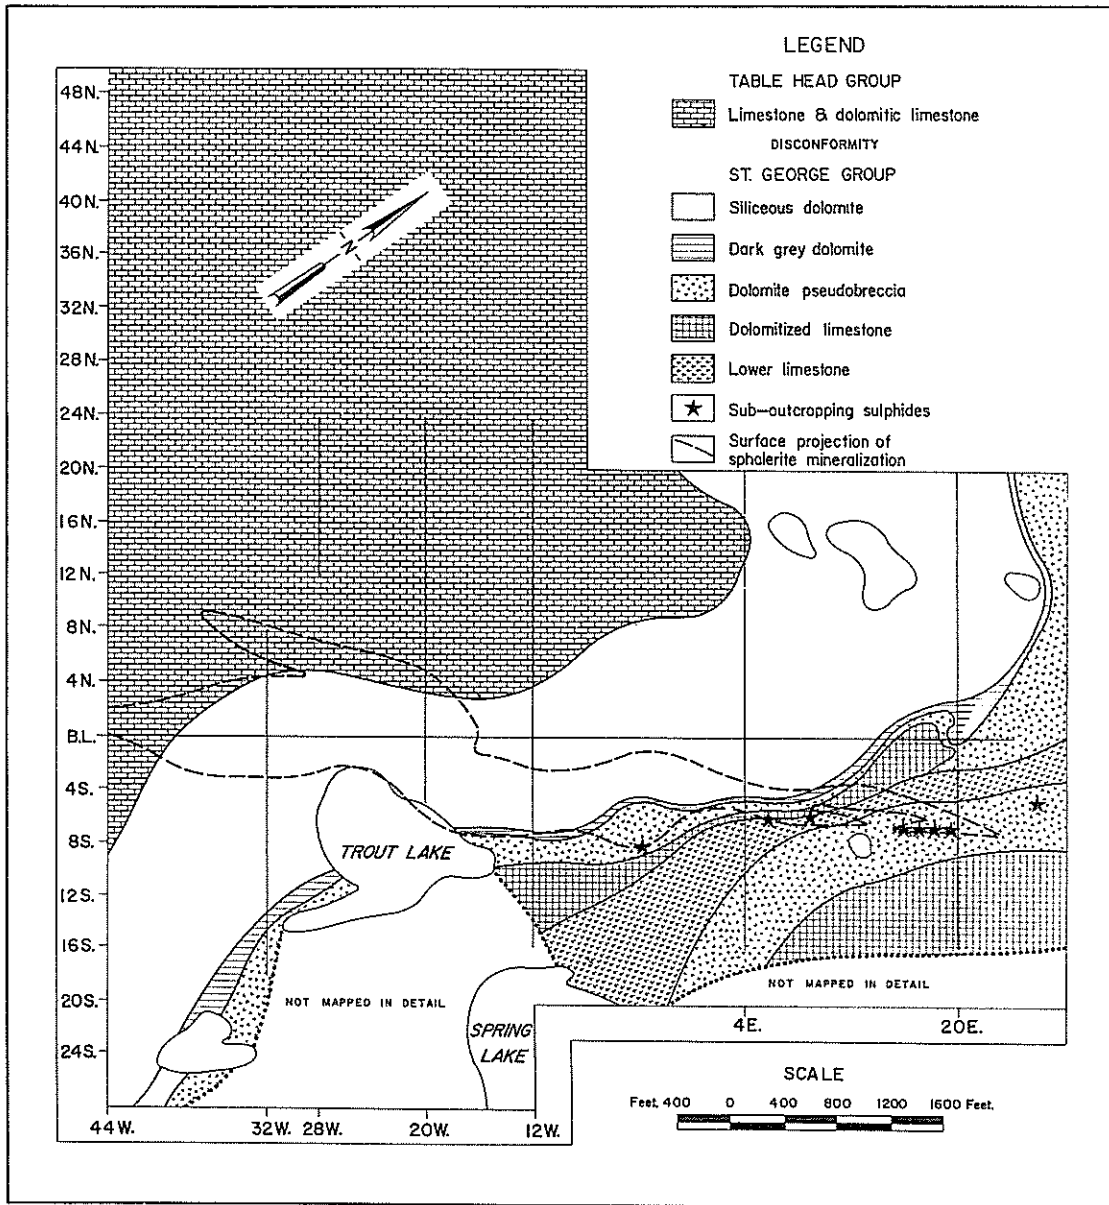 LEGEND
TABLE HEAD GROUP
Limestone & dolomitic limestone
DISCONFORMITY
ST. GEORGE GROUP
Siliceous dolomite
Dark grey dolomite
Dolomite pseudobreccia
Dolomitized limestone
Lower limestone
Sub-outcropping sulphides
Surface projection of
sphalerite mineralization
48N.
44N.
40N.
36N.
32N.
28N.
24N.
20N.
16N.
12N.
8N.
4N.
B.L.
4S.
8S.
12S.
16S.
20S.
24S.
N
TROUT LAKE
NOT MAPPED IN DETAIL
SPRING
LAKE
NOT MAPPED IN DETAIL
4E.
20E.
44W.
32W.
28W.
20W.
12W.
SCALE
Feet. 400 0 400 800 1200 1600 Feet.